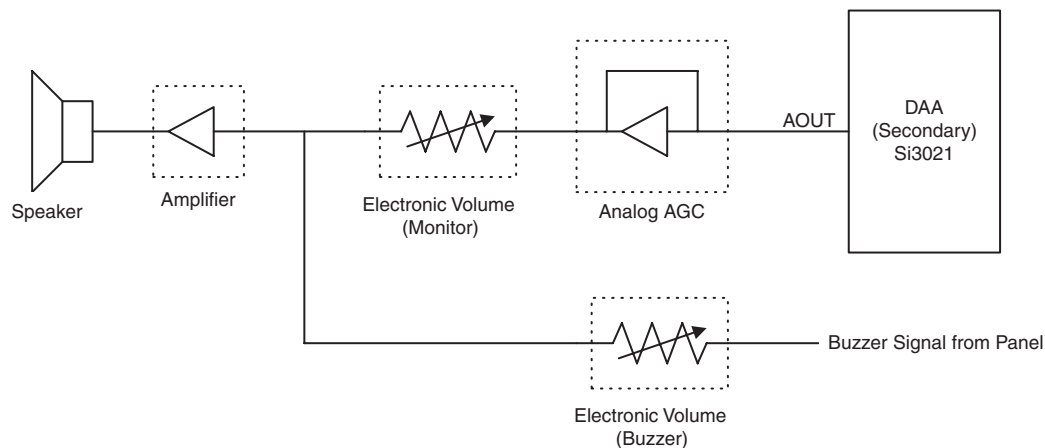 DAA
(Secondary)
Si3021
AOUT
Speaker
Amplifier
Electronic Volume
(Monitor)
Analog AGC
Buzzer Signal from Panel
Electronic Volume
(Buzzer)